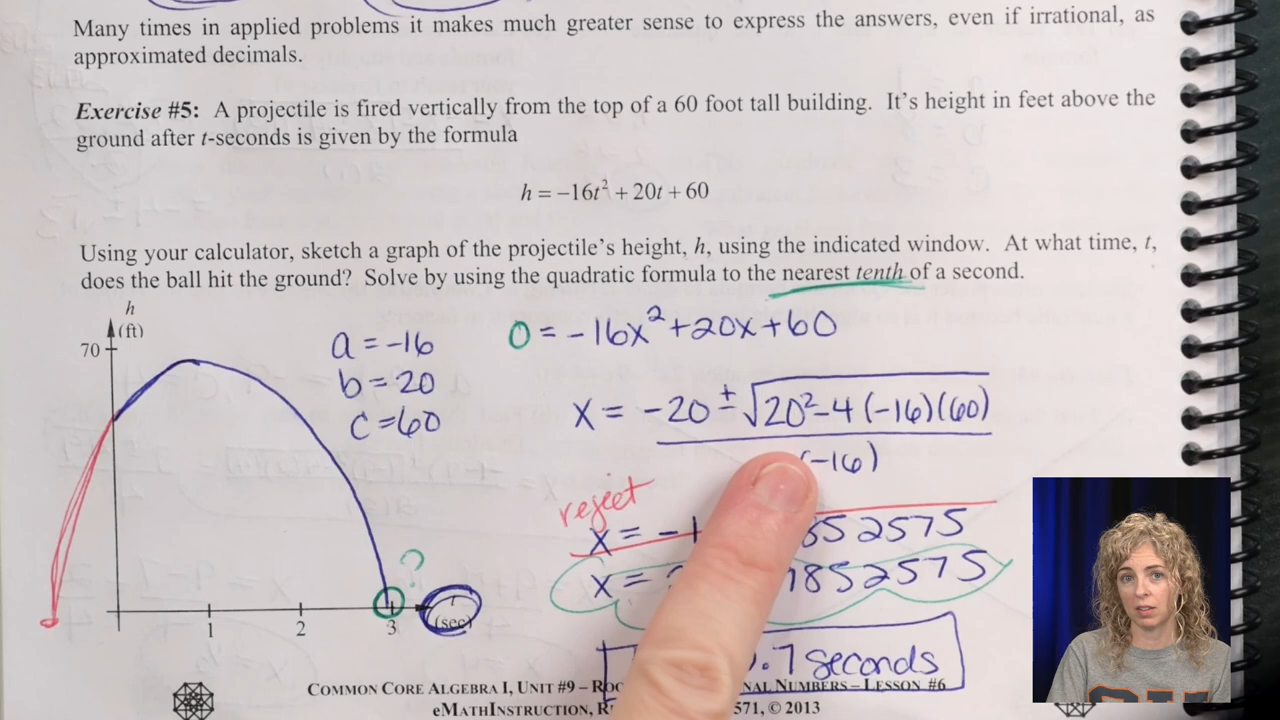 Many times in applied problems it makes much greater sense to express the answers, even if irrational, as
approximated decimals.
Exercise #5: A projectile is fired vertically from the top of a 60 foot tall building. It's height in feet above the
ground after t-seconds is given by the formula
h = −16t² + 20t + 60
Using your calculator, sketch a graph of the projectile's height, h, using the indicated window. At what time, t,
does the ball hit the ground? Solve by using the quadratic formula to the nearest tenth of a second.
h
(ft)
70
a = -16
b = 20
c = 60
0 = -16x² + 20x + 60
x = -20 ± √20² - 4(-16)(60)
(-16)
reject
x = -1 852575
x = 1852575
?
1 2 3 (sec)
.7 seconds
COMMON CORE ALGEBRA I, UNIT #9 – NAL NUMBERS – LESSON #6
eMATHINSTRUCTION, 571, © 2013